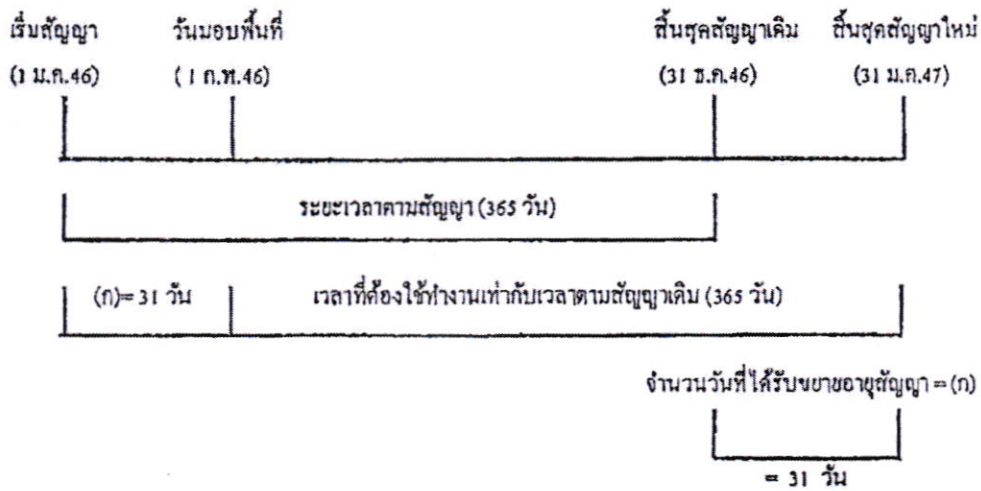 เริ่มสัญญา วันมอบพื้นที่ สิ้นสุดสัญญาเดิม สิ้นสุดสัญญาใหม่
(1 ม.ค.46) (1 ก.พ.46) (31 ธ.ค.46) (31 ม.ค.47)
ระยะเวลาตามสัญญา (365 วัน)
(ก)= 31 วัน เวลาที่ต้องใช้ทำงานเท่ากับเวลาตามสัญญาเดิม (365 วัน)
จำนวนวันที่ได้รับขยายอายุสัญญา = (ก)
= 31 วัน